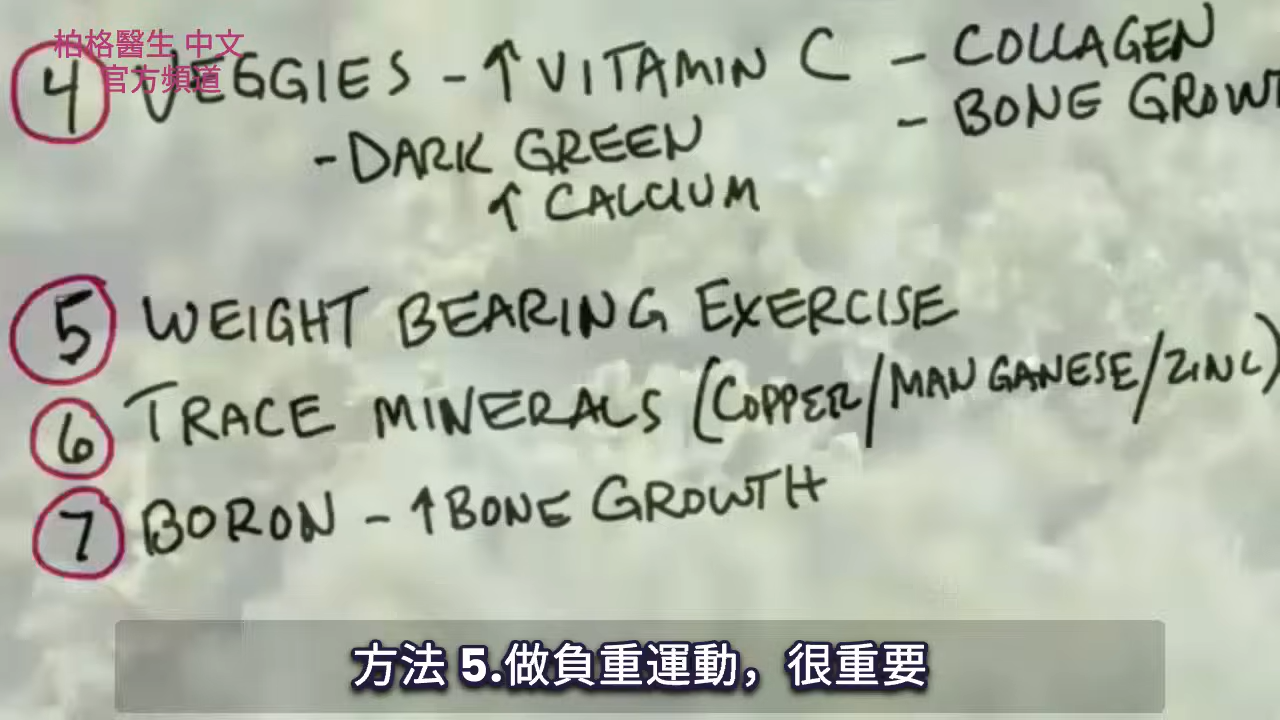 柏格醫生 中文
官方頻道
4 VEGGIES - ↑ VITAMIN C - COLLAGEN
- BONE GROWT
- DARK GREEN
↑ CALCIUM
5 WEIGHT BEARING EXERCISE
6 TRACE MINERALS (COPPER/MANGANESE/ZINC)
7 BORON - ↑ BONE GROWTH
方法 5.做負重運動，很重要